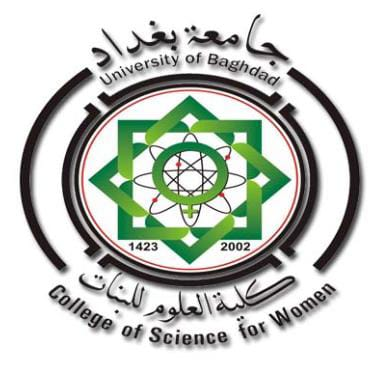 جامعة بغداد
University of Baghdad
1423 2002
كلية العلوم للبنات
College of Science for Women